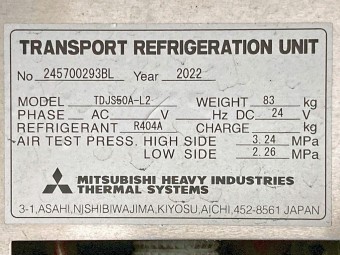 TRANSPORT REFRIGERATION UNIT
No 245700293BL Year 2022
MODEL TDJS50A-L2 WEIGHT 83 kg
PHASE AC V Hz DC 24 V
REFRIGERANT R404A CHARGE kg
AIR TEST PRESS. HIGH SIDE 3.24 MPa
LOW SIDE 2.26 MPa
MITSUBISHI HEAVY INDUSTRIES
THERMAL SYSTEMS
3-1, ASAHI, NISHIBIWAJIMA, KIYOSU, AICHI, 452-8561 JAPAN